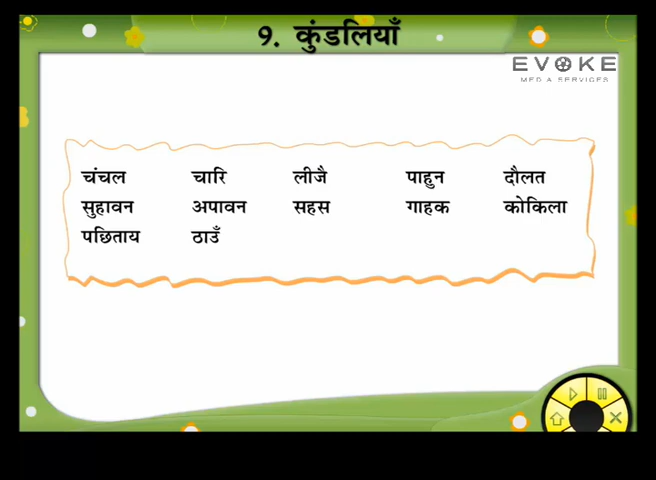 9. कुंडलियाँ
EVOKE
MEDIA SERVICES
चंचल चारि लीजै पाहुन दौलत
सुहावन अपावन सहस गाहक कोकिला
पछिताय ठाउँ